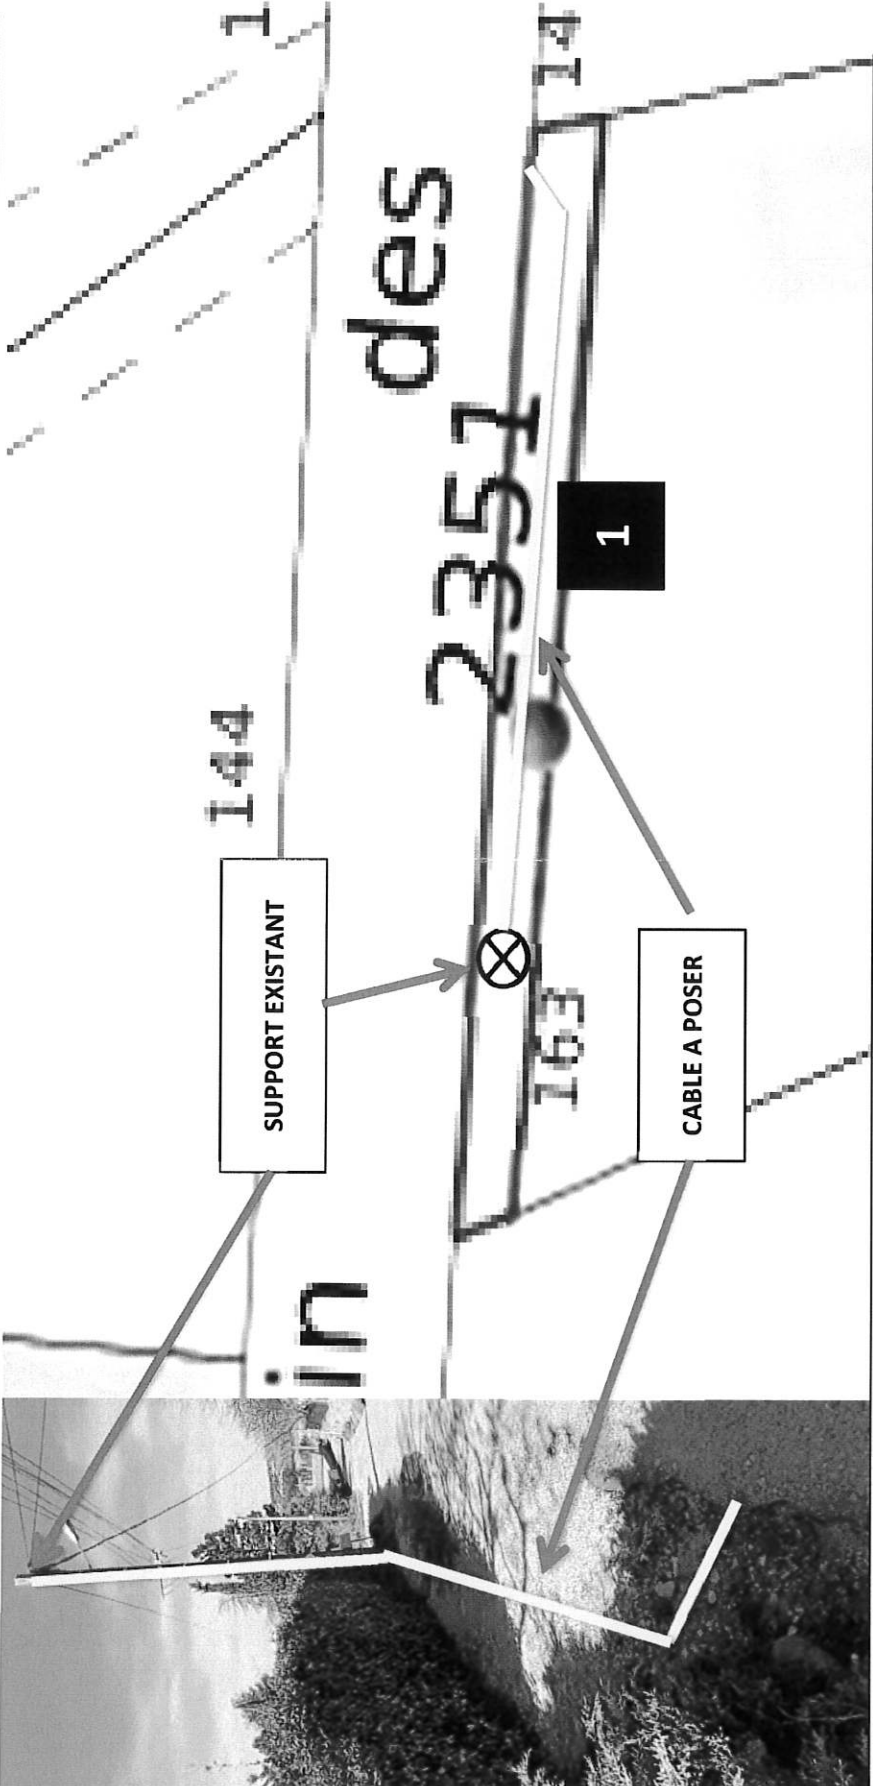 144
1
SUPPORT EXISTANT
in
des
2351
163
14
1
CABLE A POSER